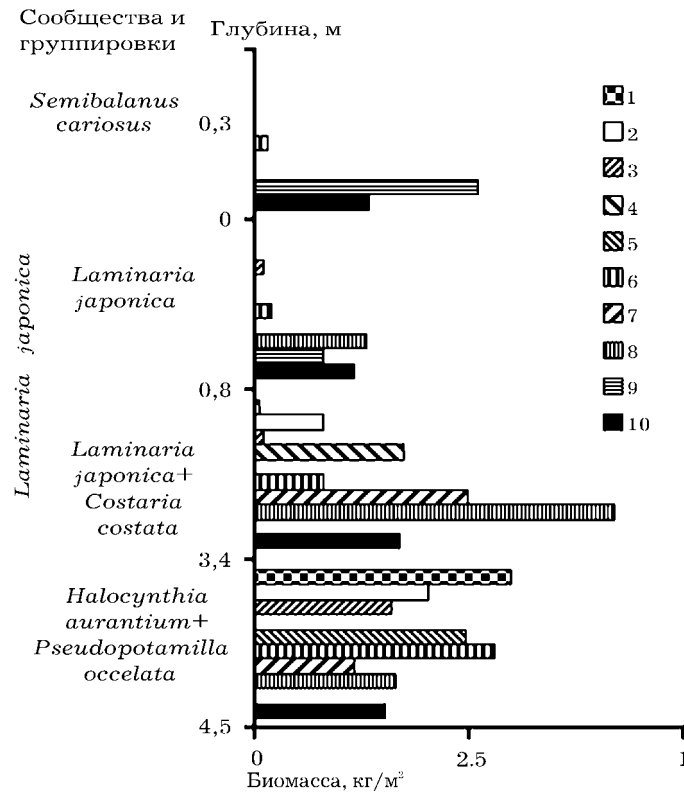 Сообщества и
группировки
Глубина, м
Semibalanus
cariosus
0,3
0
Laminaria japonica
Laminaria
japonica
0,8
Laminaria
japonica+
Costaria
costata
3,4
Halocynthia
aurantium+
Pseudopotamilla
occelata
4,5
0
2.5
1
Биомасса, кг/м²
1
2
3
4
5
6
7
8
9
10